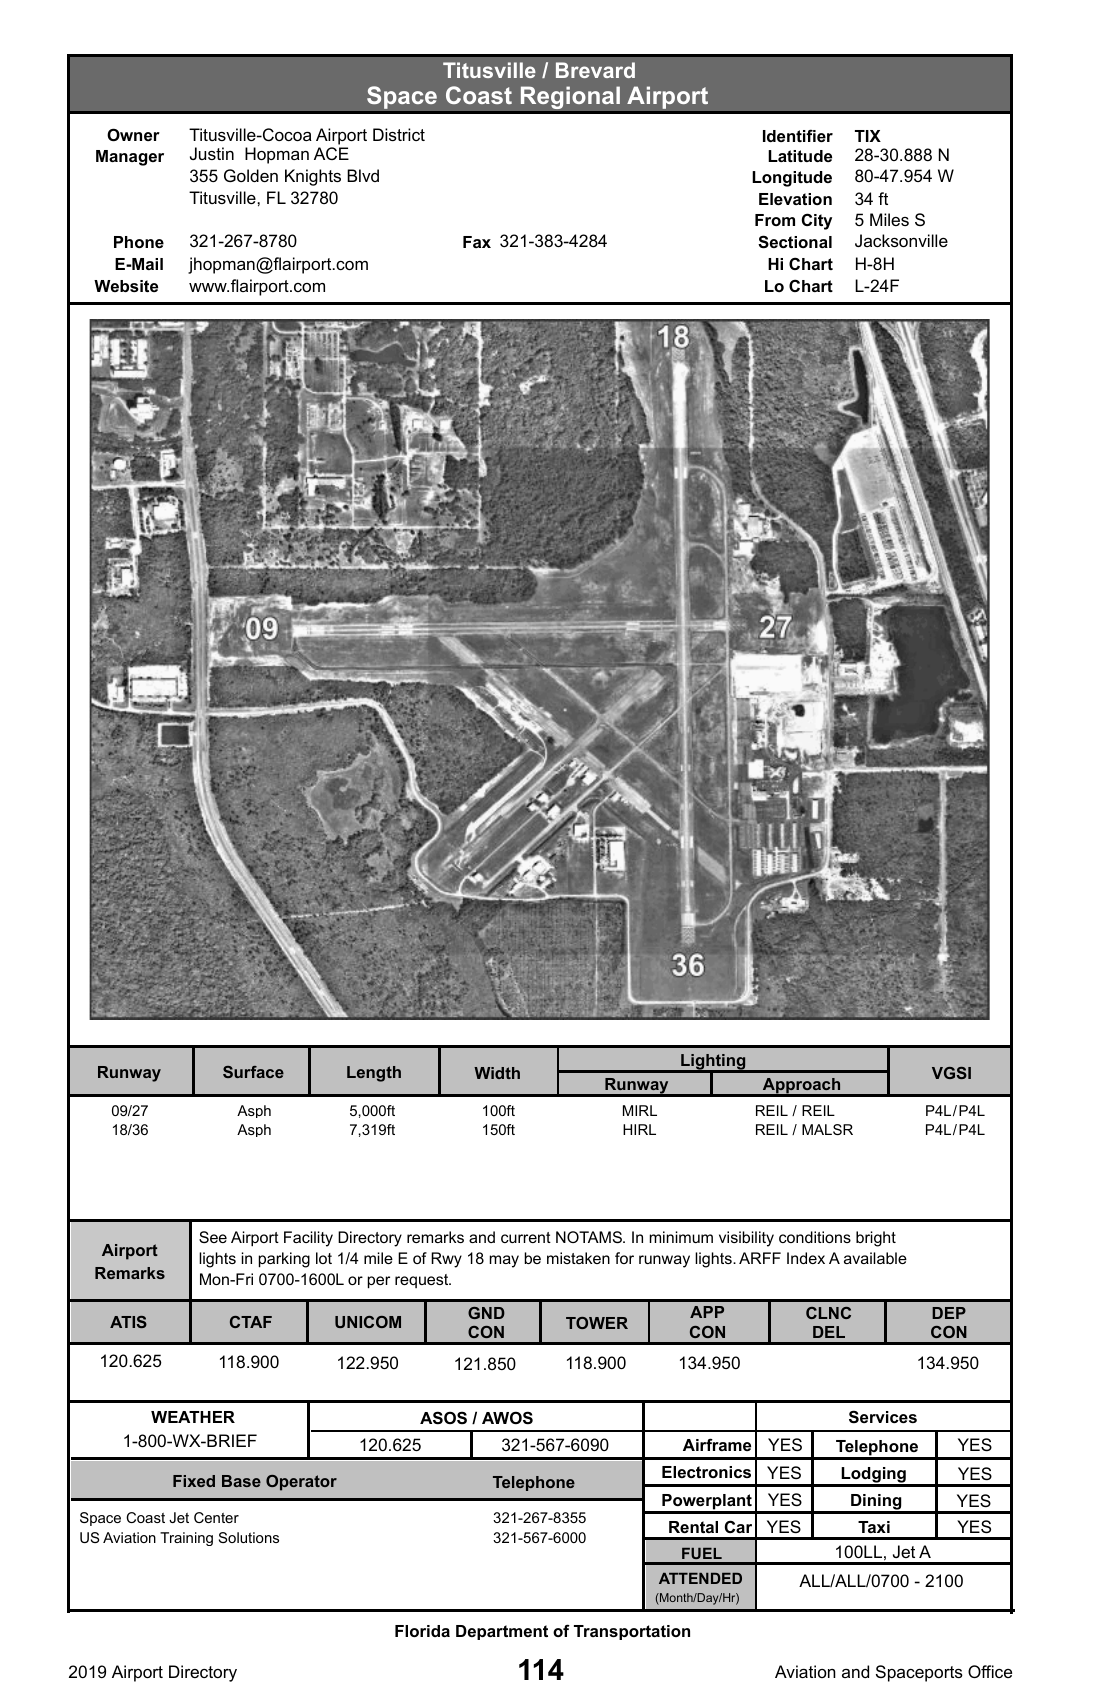 Titusville / Brevard
Space Coast Regional Airport
Owner Titusville-Cocoa Airport District
Manager Justin Hopman ACE
355 Golden Knights Blvd
Titusville, FL 32780
Phone 321-267-8780 Fax 321-383-4284
E-Mail jhopman@flairport.com
Website www.flairport.com
Identifier TIX
Latitude 28-30.888 N
Longitude 80-47.954 W
Elevation 34 ft
From City 5 Miles S
Sectional Jacksonville
Hi Chart H-8H
Lo Chart L-24F
18
09
27
36
Runway Surface Length Width Lighting VGSI
Runway Approach
09/27 Asph 5,000ft 100ft MIRL REIL / REIL P4L/P4L
18/36 Asph 7,319ft 150ft HIRL REIL / MALSR P4L/P4L
Airport Remarks
See Airport Facility Directory remarks and current NOTAMS. In minimum visibility conditions bright
lights in parking lot 1/4 mile E of Rwy 18 may be mistaken for runway lights. ARFF Index A available
Mon-Fri 0700-1600L or per request.
ATIS CTAF UNICOM GND CON TOWER APP CON CLNC DEL DEP CON
120.625 118.900 122.950 121.850 118.900 134.950 134.950
WEATHER
1-800-WX-BRIEF
ASOS / AWOS
120.625 321-567-6090
Fixed Base Operator Telephone
Space Coast Jet Center 321-267-8355
US Aviation Training Solutions 321-567-6000
Services
Airframe YES Telephone YES
Electronics YES Lodging YES
Powerplant YES Dining YES
Rental Car YES Taxi YES
FUEL 100LL, Jet A
ATTENDED ALL/ALL/0700 - 2100
(Month/Day/Hr)
Florida Department of Transportation
2019 Airport Directory 114 Aviation and Spaceports Office